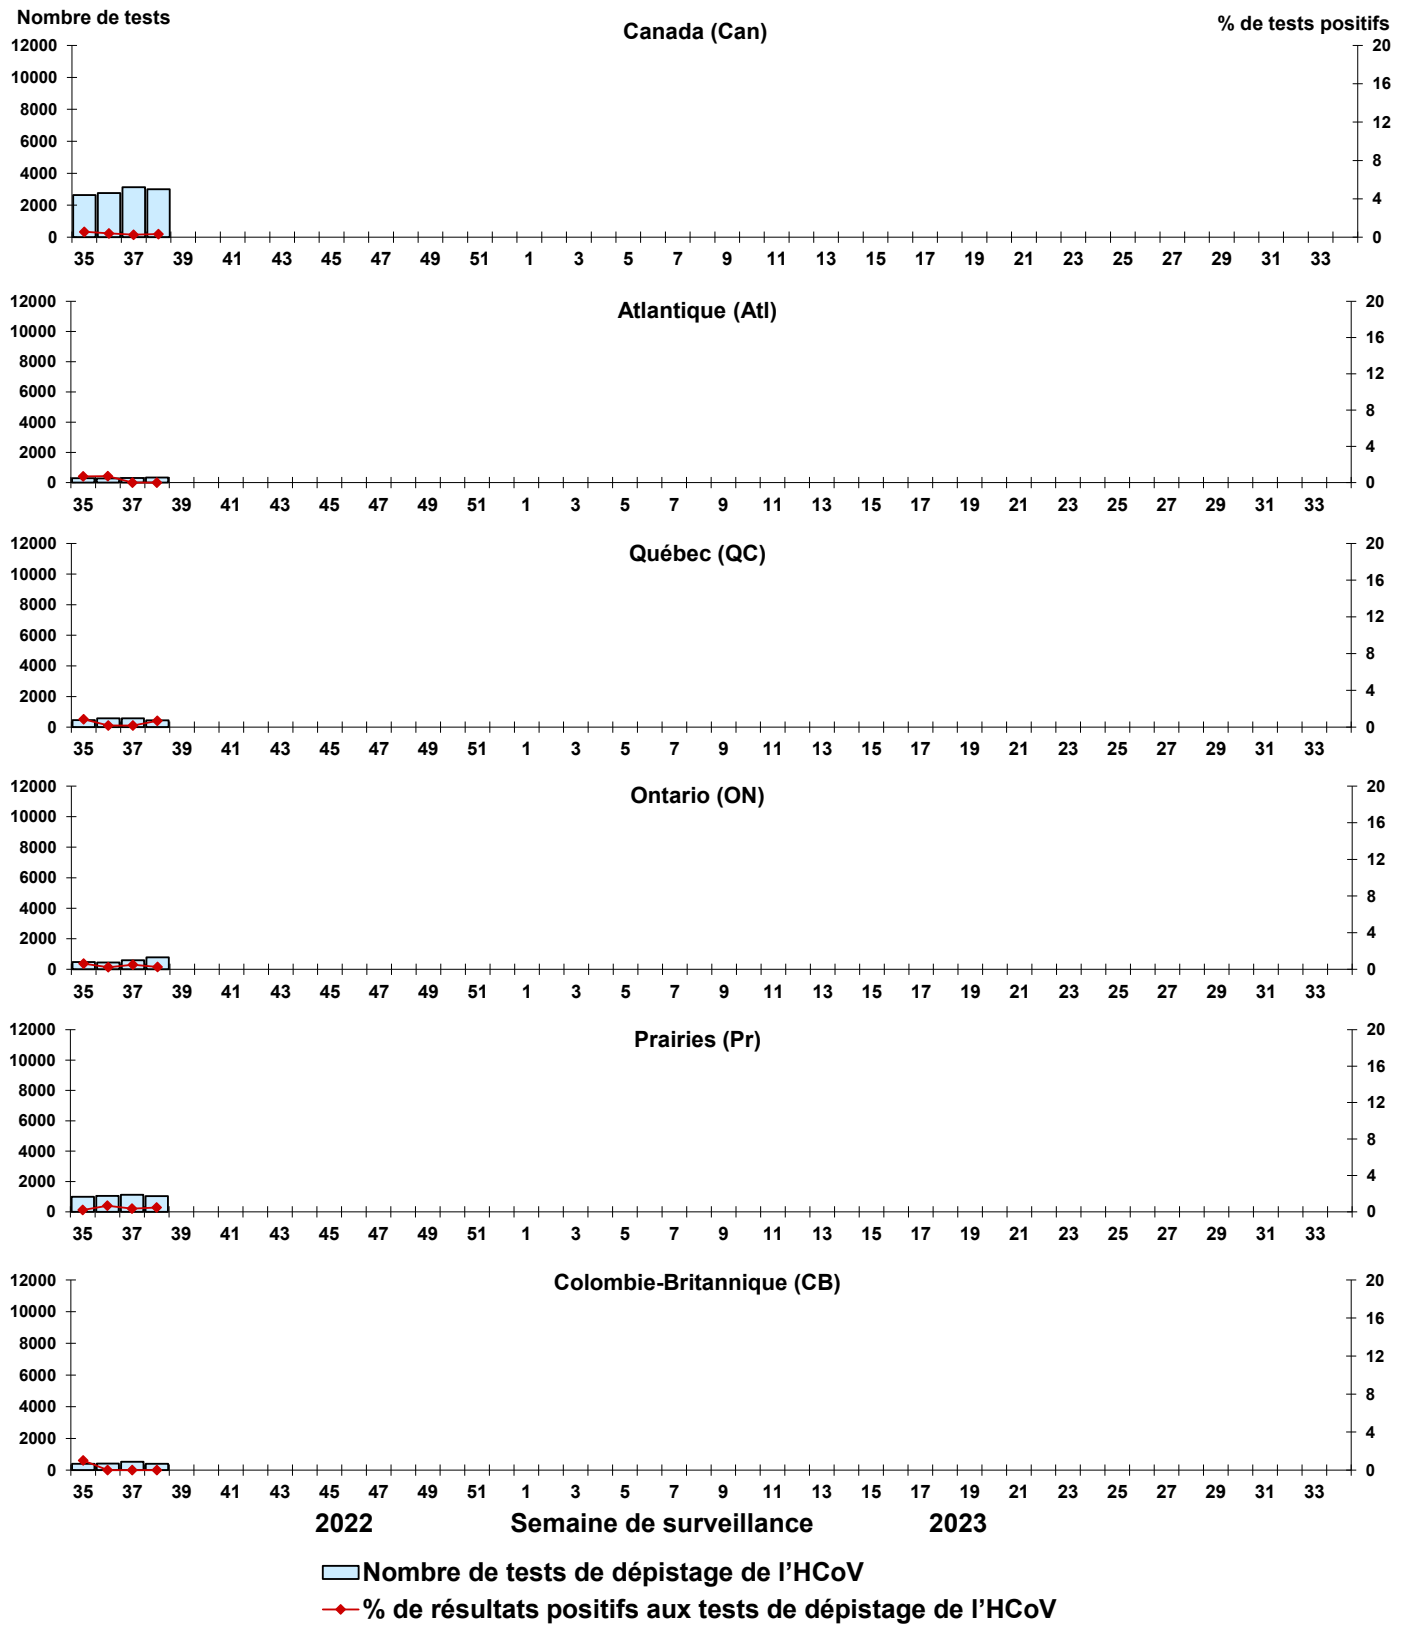 Nombre de tests
Canada (Can)
% de tests positifs
12000 20
10000 16
8000 12
6000
4000 8
2000 4
0 0
35 37 39 41 43 45 47 49 51 1 3 5 7 9 11 13 15 17 19 21 23 25 27 29 31 33
Atlantique (Atl)
12000 20
10000 16
8000 12
6000
4000 8
2000 4
0 0
35 37 39 41 43 45 47 49 51 1 3 5 7 9 11 13 15 17 19 21 23 25 27 29 31 33
Québec (QC)
12000 20
10000 16
8000 12
6000
4000 8
2000 4
0 0
35 37 39 41 43 45 47 49 51 1 3 5 7 9 11 13 15 17 19 21 23 25 27 29 31 33
Ontario (ON)
12000 20
10000 16
8000 12
6000
4000 8
2000 4
0 0
35 37 39 41 43 45 47 49 51 1 3 5 7 9 11 13 15 17 19 21 23 25 27 29 31 33
Prairies (Pr)
12000 20
10000 16
8000 12
6000
4000 8
2000 4
0 0
35 37 39 41 43 45 47 49 51 1 3 5 7 9 11 13 15 17 19 21 23 25 27 29 31 33
Colombie-Britannique (CB)
12000 20
10000 16
8000 12
6000
4000 8
2000 4
0 0
35 37 39 41 43 45 47 49 51 1 3 5 7 9 11 13 15 17 19 21 23 25 27 29 31 33
2022 Semaine de surveillance 2023
Nombre de tests de dépistage de l’HCoV
% de résultats positifs aux tests de dépistage de l’HCoV